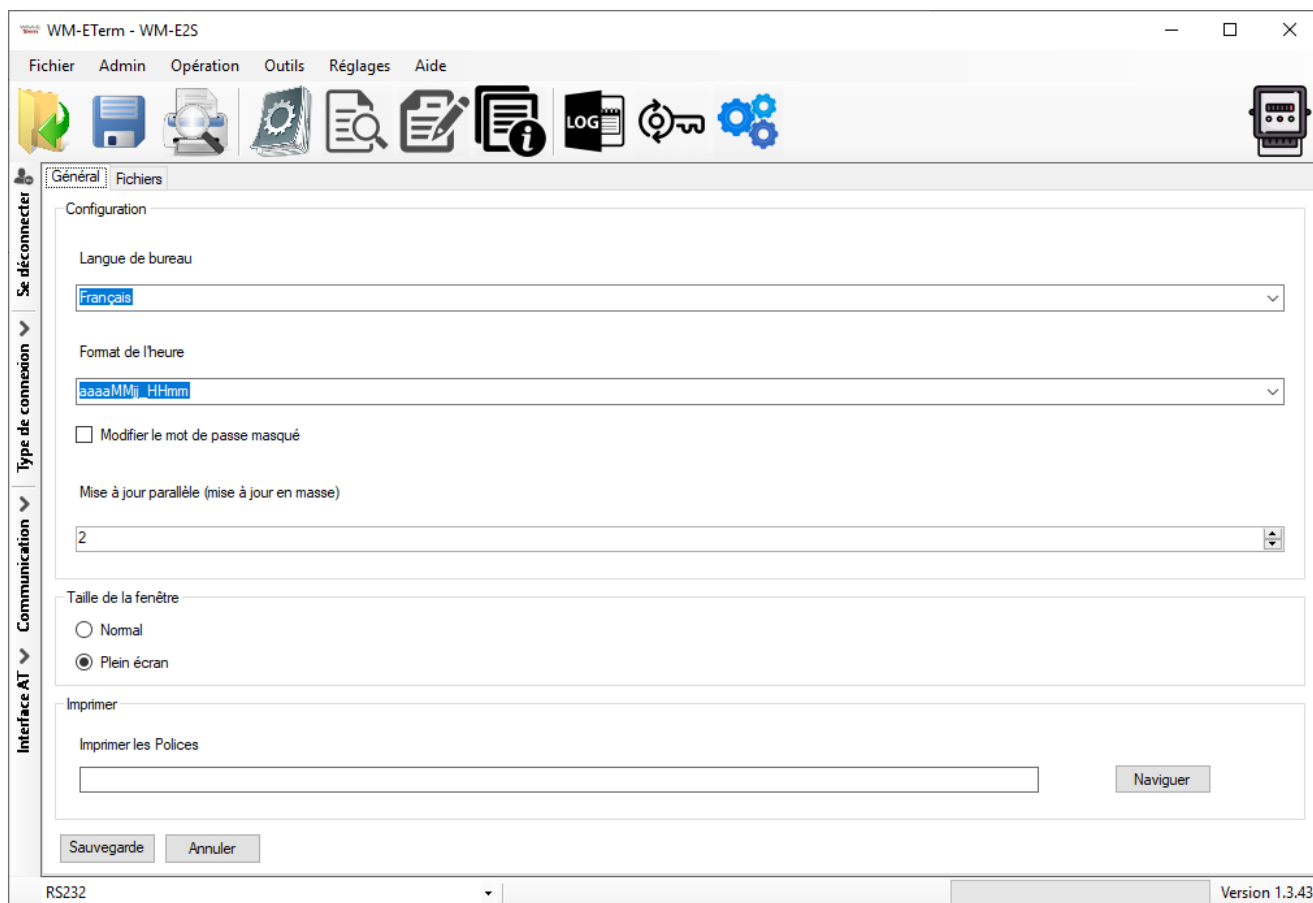 WM-ETerm - WM-E2S
Fichier Admin Opération Outils Réglages Aide
LOG
Se déconnecter
Type de connexion
Communication
Interface AT
Général Fichiers
Configuration
Langue de bureau
Français
Format de l'heure
aaaaMMjj_HHmm
Modifier le mot de passe masqué
Mise à jour parallèle (mise à jour en masse)
2
Taille de la fenêtre
Normal
Plein écran
Imprimer
Imprimer les Polices
Naviguer
Sauvegarde Annuler
RS232 Version 1.3.43